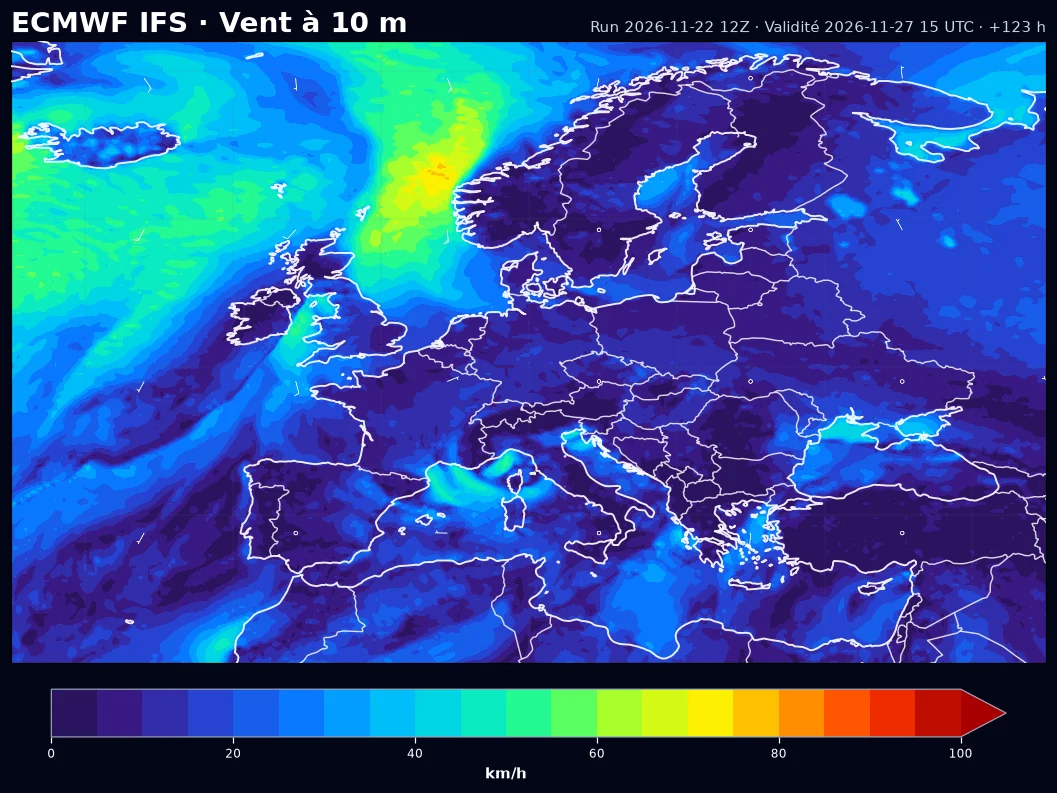 ECMWF IFS · Vent à 10 m
Run 2026-11-22 12Z · Validité 2026-11-27 15 UTC · +123 h
0 20 40 60 80 100
km/h